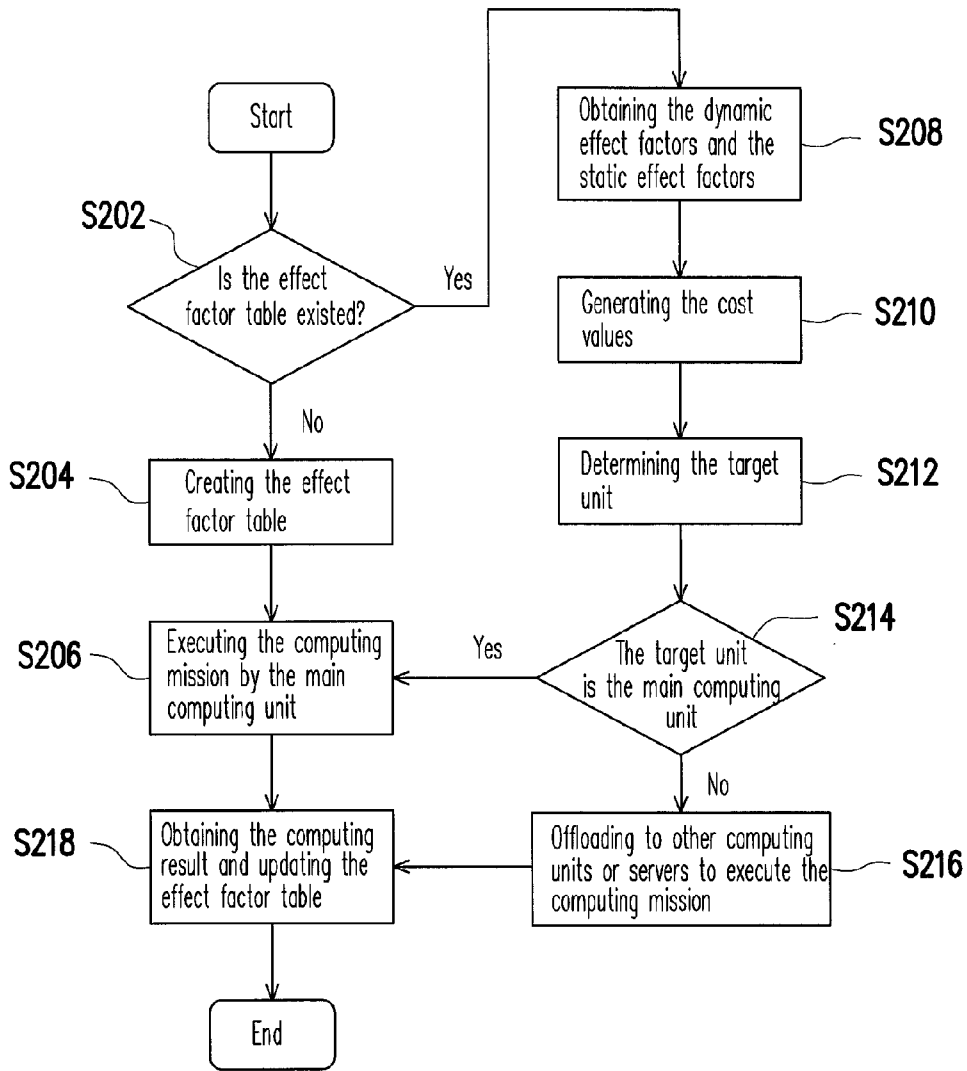 Start
S202
Is the effect
factor table existed?
Yes
No
S204
Creating the effect
factor table
S206
Executing the computing
mission by the main
computing unit
S218
Obtaining the computing
result and updating the
effect factor table
End
Obtaining the dynamic
effect factors and the
static effect factors
S208
Generating the cost
values
S210
Determining the target
unit
S212
S214
The target unit
is the main computing
unit
Yes
No
Offloading to other computing
units or servers to execute the
computing mission
S216